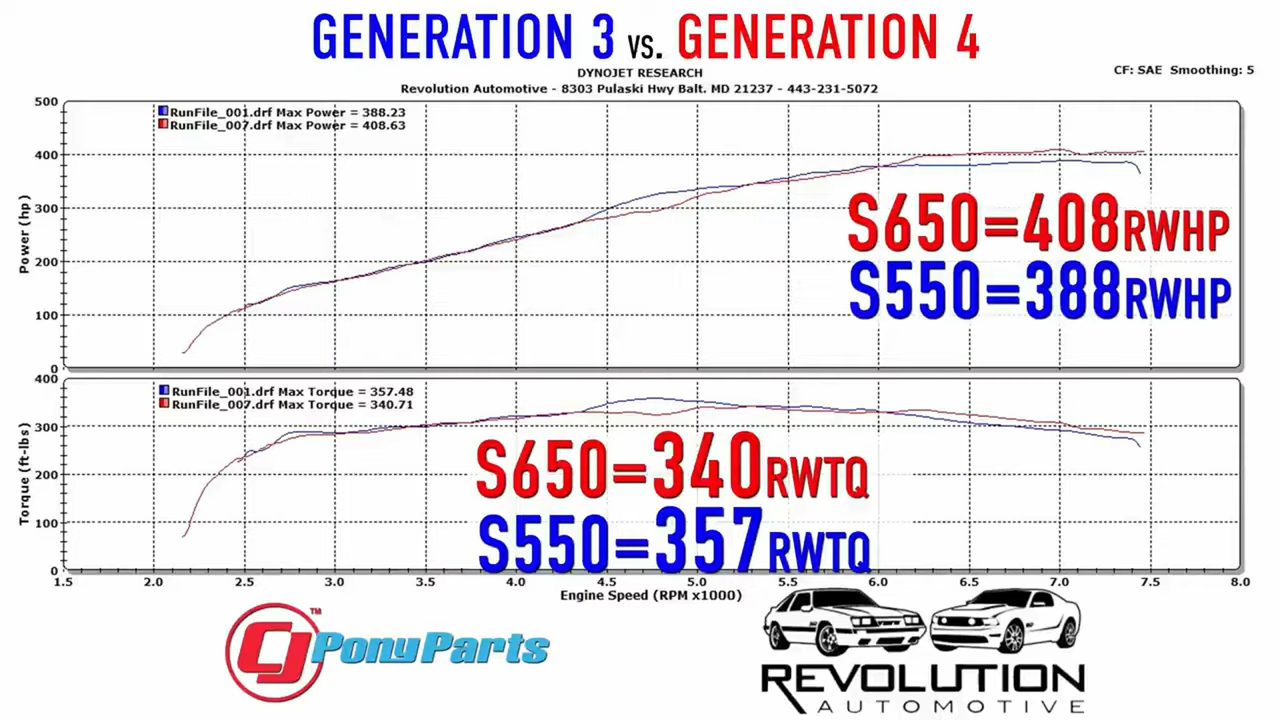 GENERATION 3 vs. GENERATION 4
DYNOJET RESEARCH
CF: SAE Smoothing: 5
Revolution Automotive - 8303 Pulaski Hwy Balt. MD 21237 - 443-231-5072
500
RunFile_001.drf Max Power = 388.23
RunFile_007.drf Max Power = 408.63
400
300
200
100
0
Power (hp)
S650=408RWHP
S550=388RWHP
400
RunFile_001.drf Max Torque = 357.48
RunFile_007.drf Max Torque = 340.71
300
200
100
0
Torque (ft-lbs)
S650=340RWTQ
S550=357RWTQ
1.5 2.0 2.5 3.0 3.5 4.0 4.5 5.0 5.5 6.0 6.5 7.0 7.5 8.0
Engine Speed (RPM x1000)
CJ PonyParts™
REVOLUTION
AUTOMOTIVE